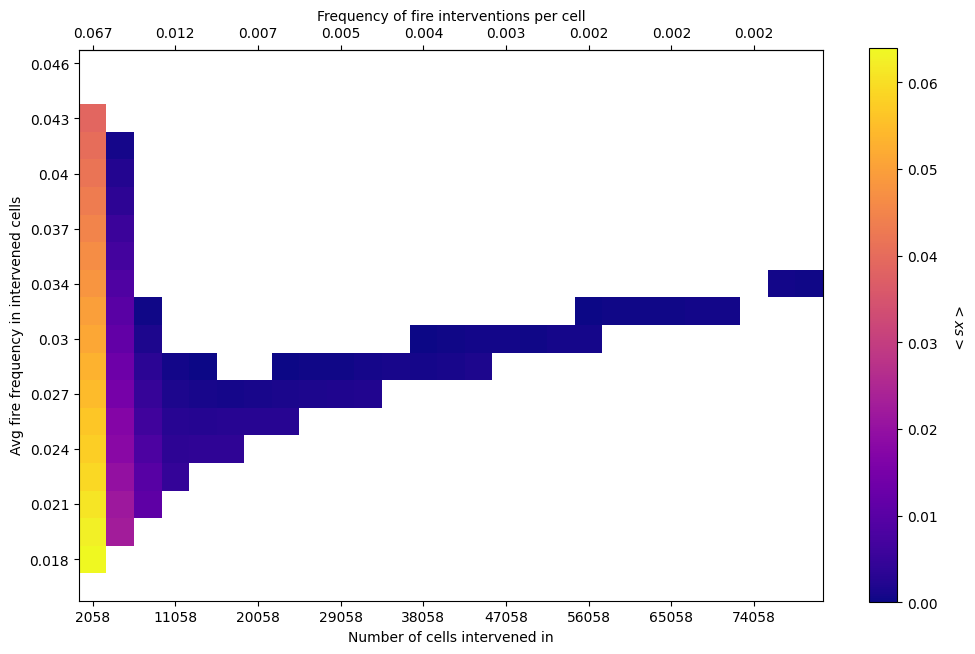 Frequency of fire interventions per cell
0.067 0.012 0.007 0.005 0.004 0.003 0.002 0.002 0.002
Avg fire frequency in intervened cells
0.046
0.043
0.04
0.037
0.034
0.03
0.027
0.024
0.021
0.018
2058 11058 20058 29058 38058 47058 56058 65058 74058
Number of cells intervened in
0.06
0.05
0.04
0.03
0.02
0.01
0.00
< sx >